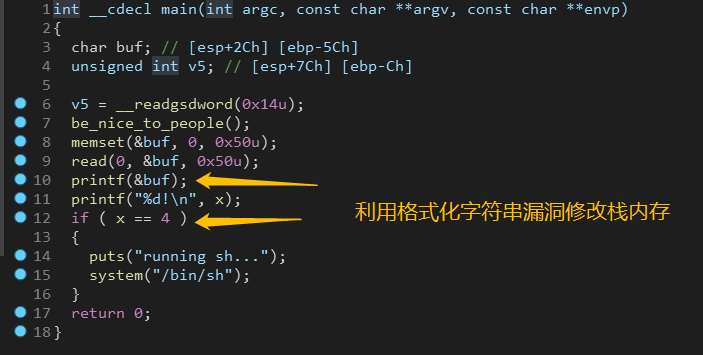 1 int __cdecl main(int argc, const char **argv, const char **envp)
2 {
3 char buf; // [esp+2Ch] [ebp-5Ch]
4 unsigned int v5; // [esp+7Ch] [ebp-Ch]
5
6 v5 = __readgsdword(0x14u);
7 be_nice_to_people();
8 memset(&buf, 0, 0x50u);
9 read(0, &buf, 0x50u);
10 printf(&buf);
11 printf("%d!\n", x);
12 if ( x == 4 )
利用格式化字符串漏洞修改栈内存
13 {
14 puts("running sh...");
15 system("/bin/sh");
16 }
17 return 0;
18 }